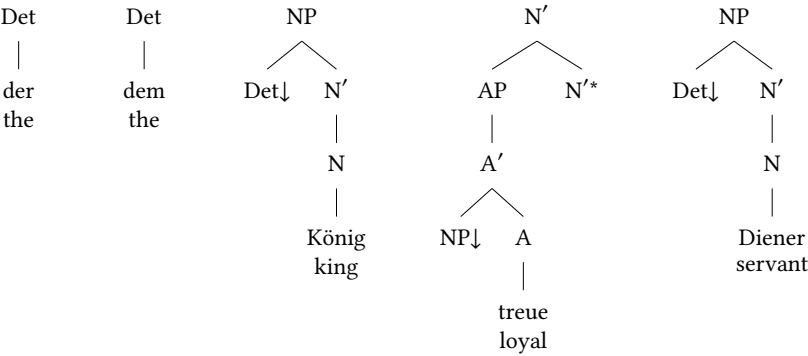 Det Det NP N′ NP
der dem Det↓ N′ AP N′* Det↓ N′
the the
N A′ N
König NP↓ A Diener
king servant
treue
loyal